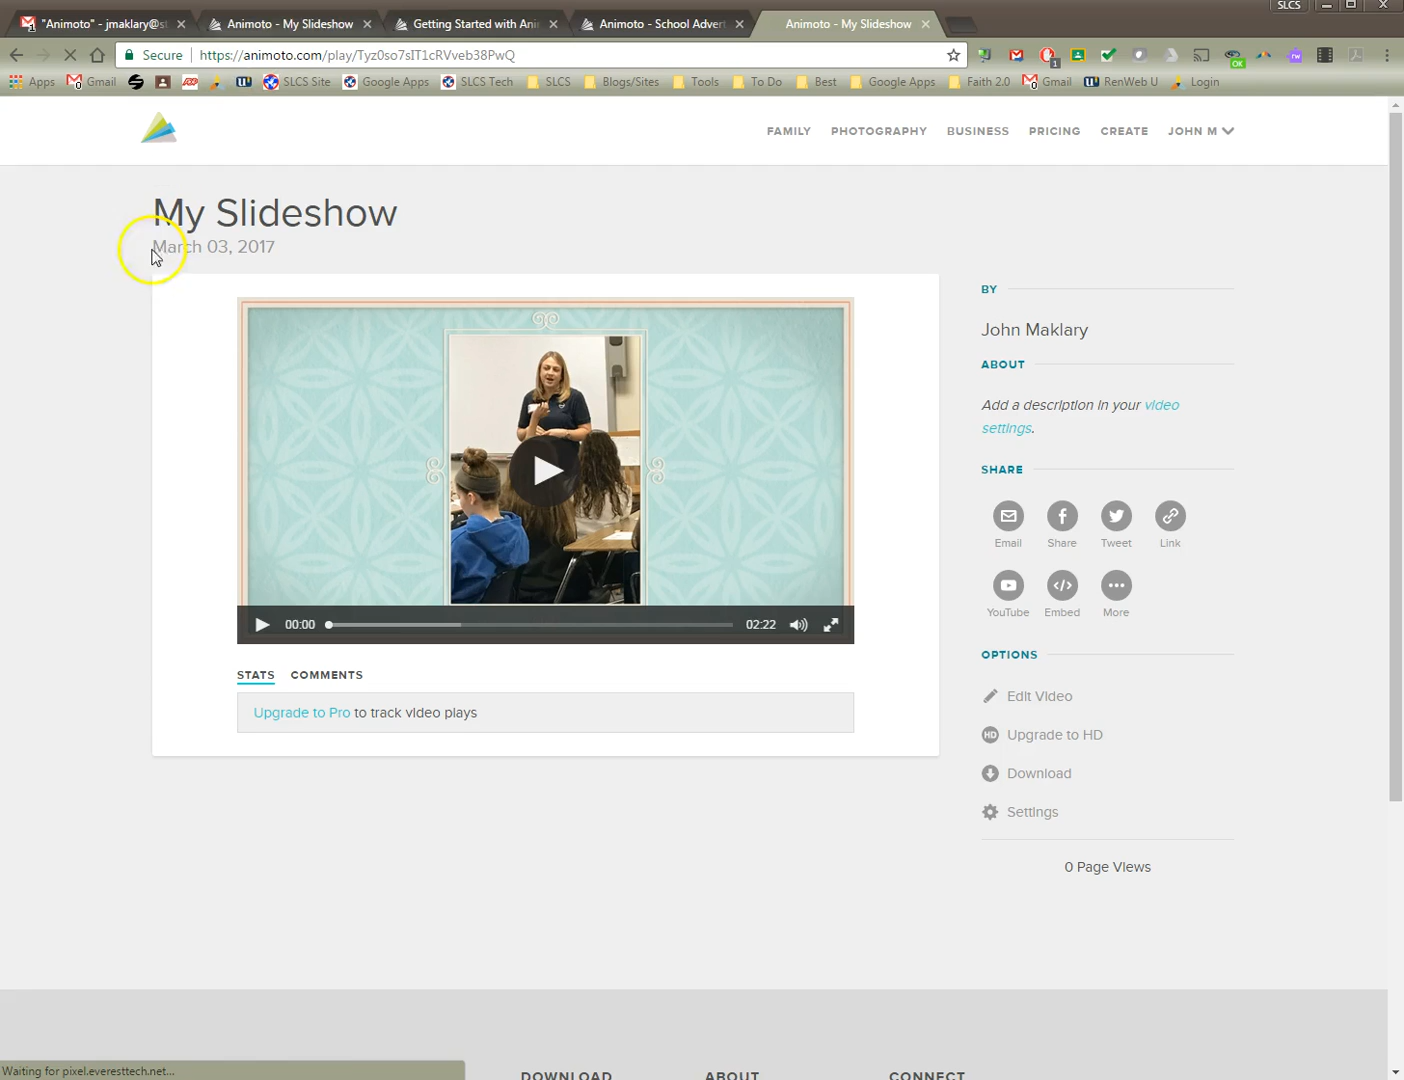 SLCS
"Animoto" - jmaklary@st
Animoto - My Slideshow
Getting Started with Ani
Animoto - School Advert
Animoto - My Slideshow
Secure
https://animoto.com/play/Tyz0so7sIT1cRVveb38PwQ
Apps
Gmail
SLCS Site
Google Apps
SLCS Tech
SLCS
Blogs/Sites
Tools
To Do
Best
Google Apps
Faith 2.0
Gmail
RenWeb U
Login
FAMILY
PHOTOGRAPHY
BUSINESS
PRICING
CREATE
JOHN M
My Slideshow
March 03, 2017
00:00
02:22
STATS
COMMENTS
Upgrade to Pro to track video plays
BY
John Maklary
ABOUT
Add a description in your video
settings.
SHARE
Email
Share
Tweet
Link
YouTube
Embed
More
OPTIONS
Edit Video
HD
Upgrade to HD
Download
Settings
0 Page Views
DOWNLOAD
ABOUT
CONNECT
Waiting for pixel.everesttech.net...